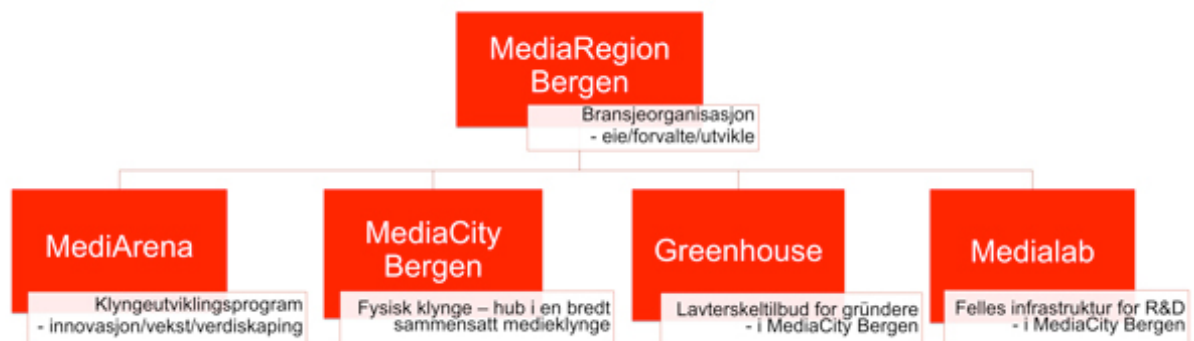 MediaRegion
Bergen
Bransjeorganisasjon
- eie/forvalte/utvikle
MediArena
Klyngeutviklingsprogram
- innovasjon/vekst/verdiskaping
MediaCity
Bergen
Fysisk klynge – hub i en bredt
sammensatt medieklynge
Greenhouse
Lavterskeltilbud for gründere
- i MediaCity Bergen
Medialab
Felles infrastruktur for R&D
- i MediaCity Bergen